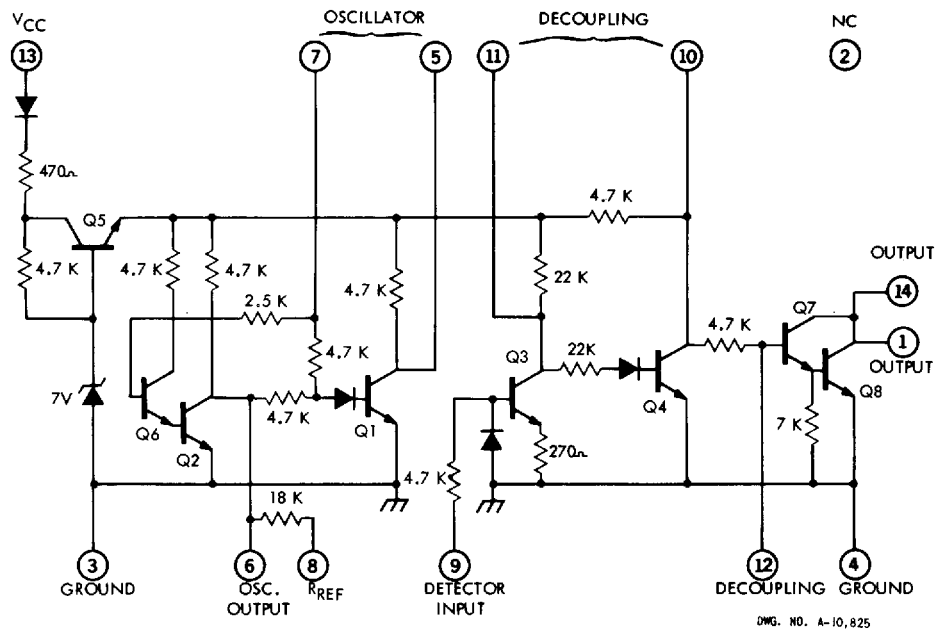 V CC
OSCILLATOR
DECOUPLING
NC
13
7
5
11
10
2
470Ω
Q5
4.7 K
4.7 K
4.7 K
4.7 K
4.7 K
22 K
2.5 K
4.7 K
OUTPUT
14
Q7
4.7 K
1
OUTPUT
Q3
22K
7V
4.7 K
Q6
Q1
Q4
Q8
Q2
7 K
270Ω
4.7 K
18 K
3
6
8
9
12
4
GROUND
OSC.
OUTPUT
RREF
DETECTOR
INPUT
DECOUPLING
GROUND
DWG. NO. A-10,825